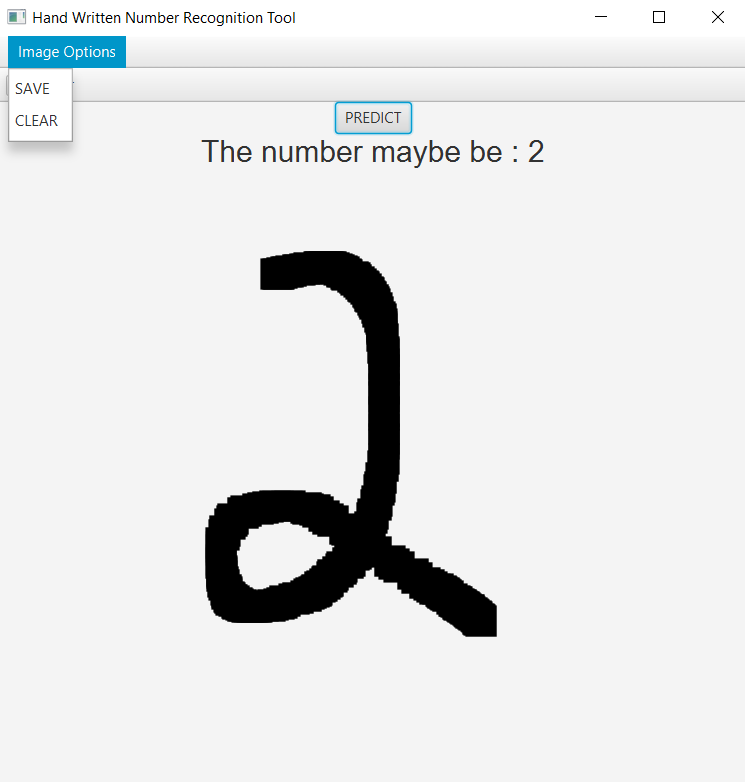 Hand Written Number Recognition Tool
Image Options
SAVE
CLEAR
PREDICT
The number maybe be : 2
2